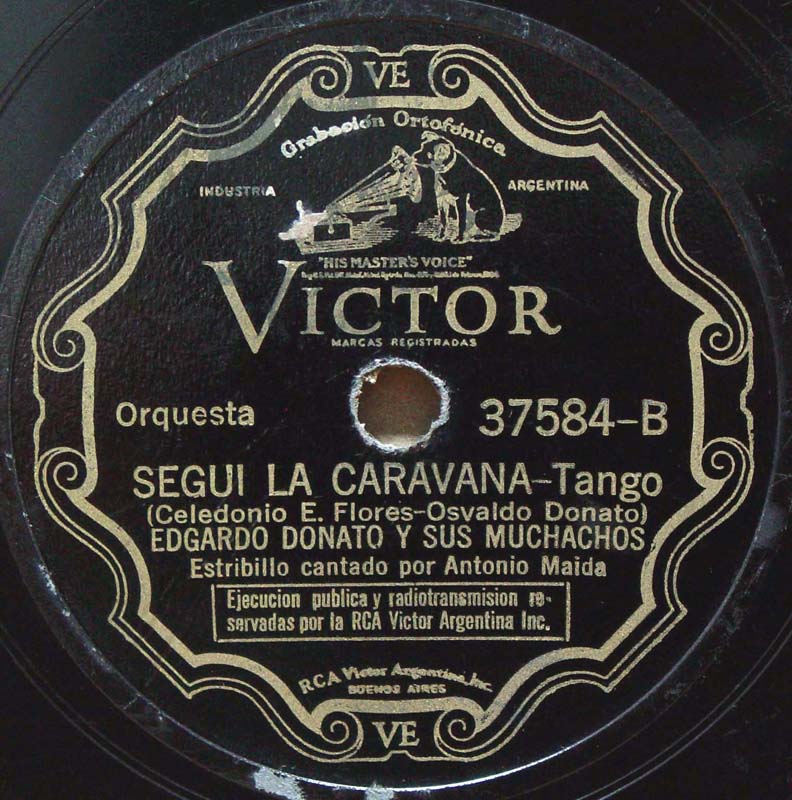 VE
Grabación Ortofónica
INDUSTRIA ARGENTINA
"HIS MASTER'S VOICE"
VICTOR
MARCAS REGISTRADAS
Orquesta 37584-B
SEGUI LA CARAVANA-Tango
(Celedonio E. Flores-Osvaldo Donato)
EDGARDO DONATO Y SUS MUCHACHOS
Estribillo cantado por Antonio Maida
Ejecucion publica y radiotransmision re-
servadas por la RCA Victor Argentina Inc.
RCA Victor Argentina, Inc.
BUENOS AIRES
VE